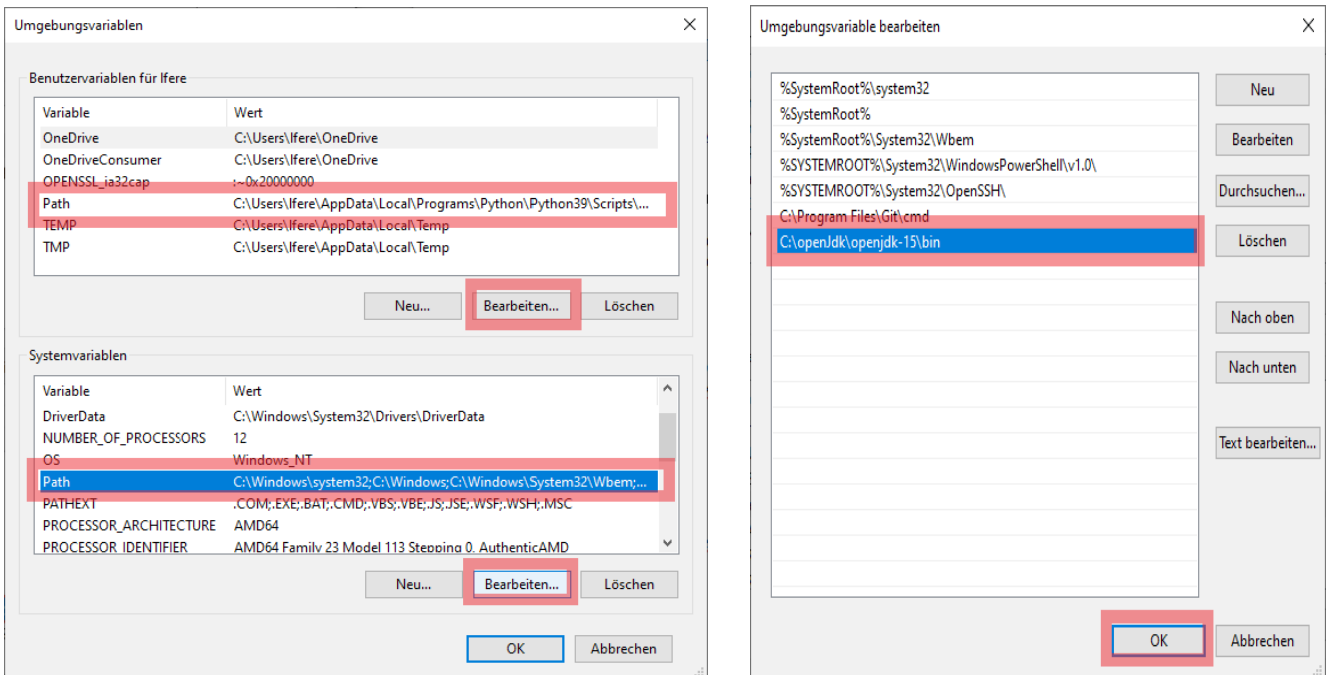 Umgebungsvariablen
Benutzervariablen für lfere
Variable Wert
OneDrive C:\Users\lfere\OneDrive
OneDriveConsumer C:\Users\lfere\OneDrive
OPENSSL_ia32cap :~0x20000000
Path C:\Users\lfere\AppData\Local\Programs\Python\Python39\Scripts\...
TEMP C:\Users\lfere\AppData\Local\Temp
TMP C:\Users\lfere\AppData\Local\Temp
Neu... Bearbeiten... Löschen
Systemvariablen
Variable Wert
DriverData C:\Windows\System32\Drivers\DriverData
NUMBER_OF_PROCESSORS 12
OS Windows_NT
Path C:\Windows\system32;C:\Windows;C:\Windows\System32\Wbem;...
PATHEXT .COM;.EXE;.BAT;.CMD;.VBS;.VBE;.JS;.JSE;.WSF;.WSH;.MSC
PROCESSOR_ARCHITECTURE AMD64
PROCESSOR_IDENTIFIER AMD64 Family 23 Model 113 Stepping 0, AuthenticAMD
Neu... Bearbeiten... Löschen
OK Abbrechen
Umgebungsvariable bearbeiten
%SystemRoot%\system32
%SystemRoot%
%SystemRoot%\System32\Wbem
%SYSTEMROOT%\System32\WindowsPowerShell\v1.0\
%SYSTEMROOT%\System32\OpenSSH\
C:\Program Files\Git\cmd
C:\openJdk\openjdk-15\bin
Neu
Bearbeiten
Durchsuchen...
Löschen
Nach oben
Nach unten
Text bearbeiten...
OK Abbrechen